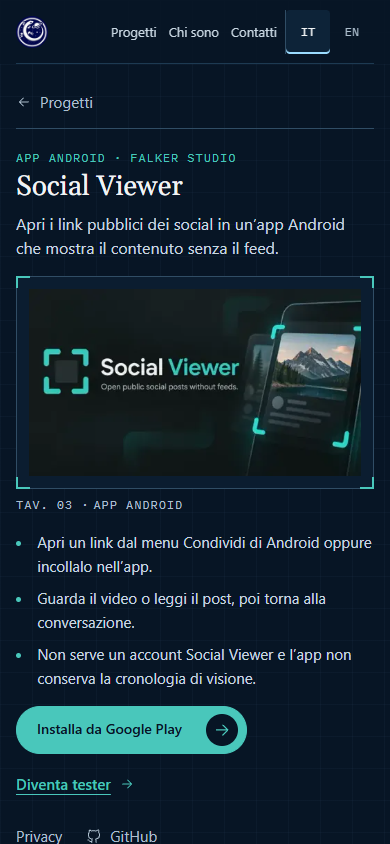 Progetti Chi sono Contatti IT EN
← Progetti
APP ANDROID · FALKER STUDIO
Social Viewer
Apri i link pubblici dei social in un’app Android
che mostra il contenuto senza il feed.
Social Viewer
Open public social posts without feeds.
TAV. 03 · APP ANDROID
• Apri un link dal menu Condividi di Android oppure
incollalo nell’app.
• Guarda il video o leggi il post, poi torna alla
conversazione.
• Non serve un account Social Viewer e l’app non
conserva la cronologia di visione.
Installa da Google Play →
Diventa tester →
Privacy GitHub